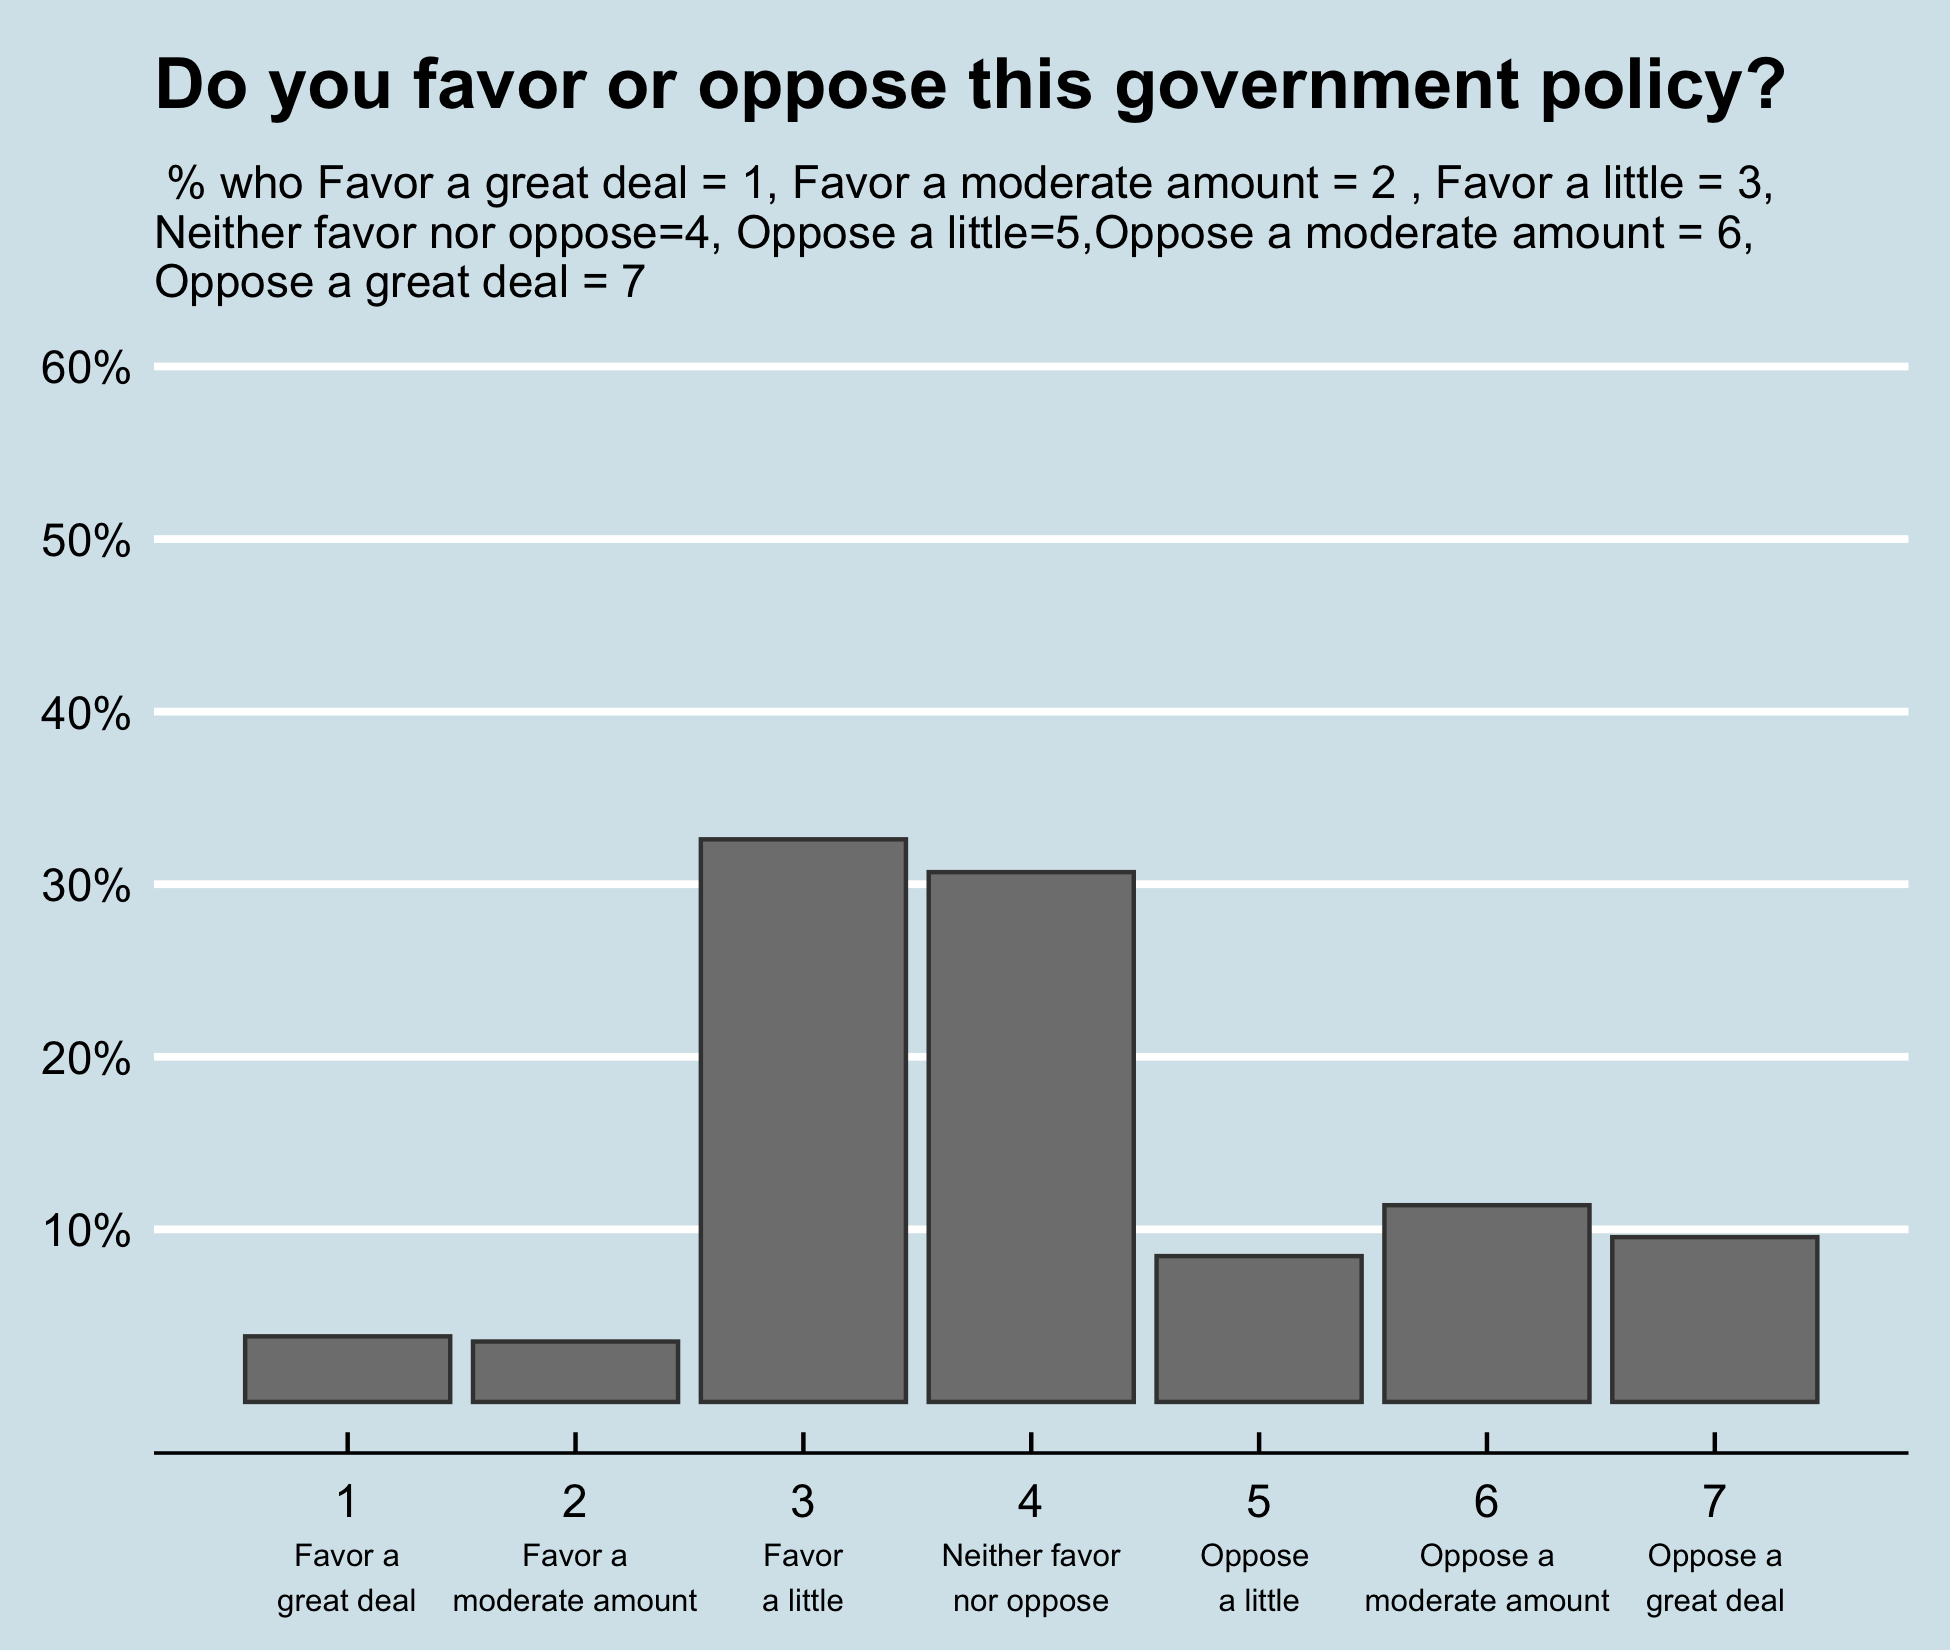 Do you favor or oppose this government policy?
% who Favor a great deal = 1, Favor a moderate amount = 2 , Favor a little = 3,
Neither favor nor oppose=4, Oppose a little=5,Oppose a moderate amount = 6,
Oppose a great deal = 7
60%
50%
40%
30%
20%
10%
1 2 3 4 5 6 7
Favor a Favor a Favor Neither favor Oppose Oppose a Oppose a
great deal moderate amount a little nor oppose a little moderate amount great deal